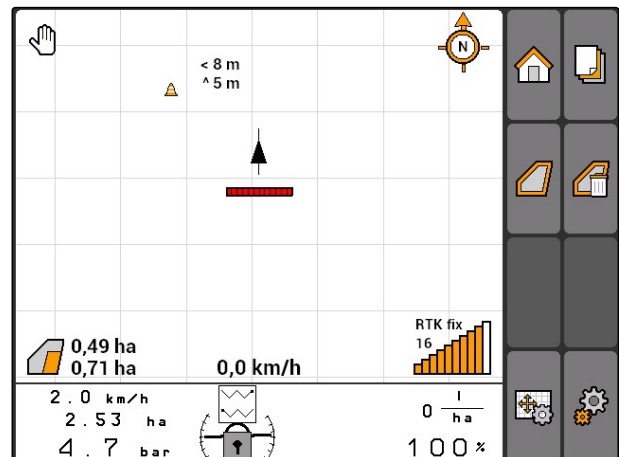 N
< 8 m
^ 5 m
RTK fix
16
0,49 ha
0,71 ha
0,0 km/h
2.0 km/h
2.53 ha
4.7 bar
0 l/ha
100%